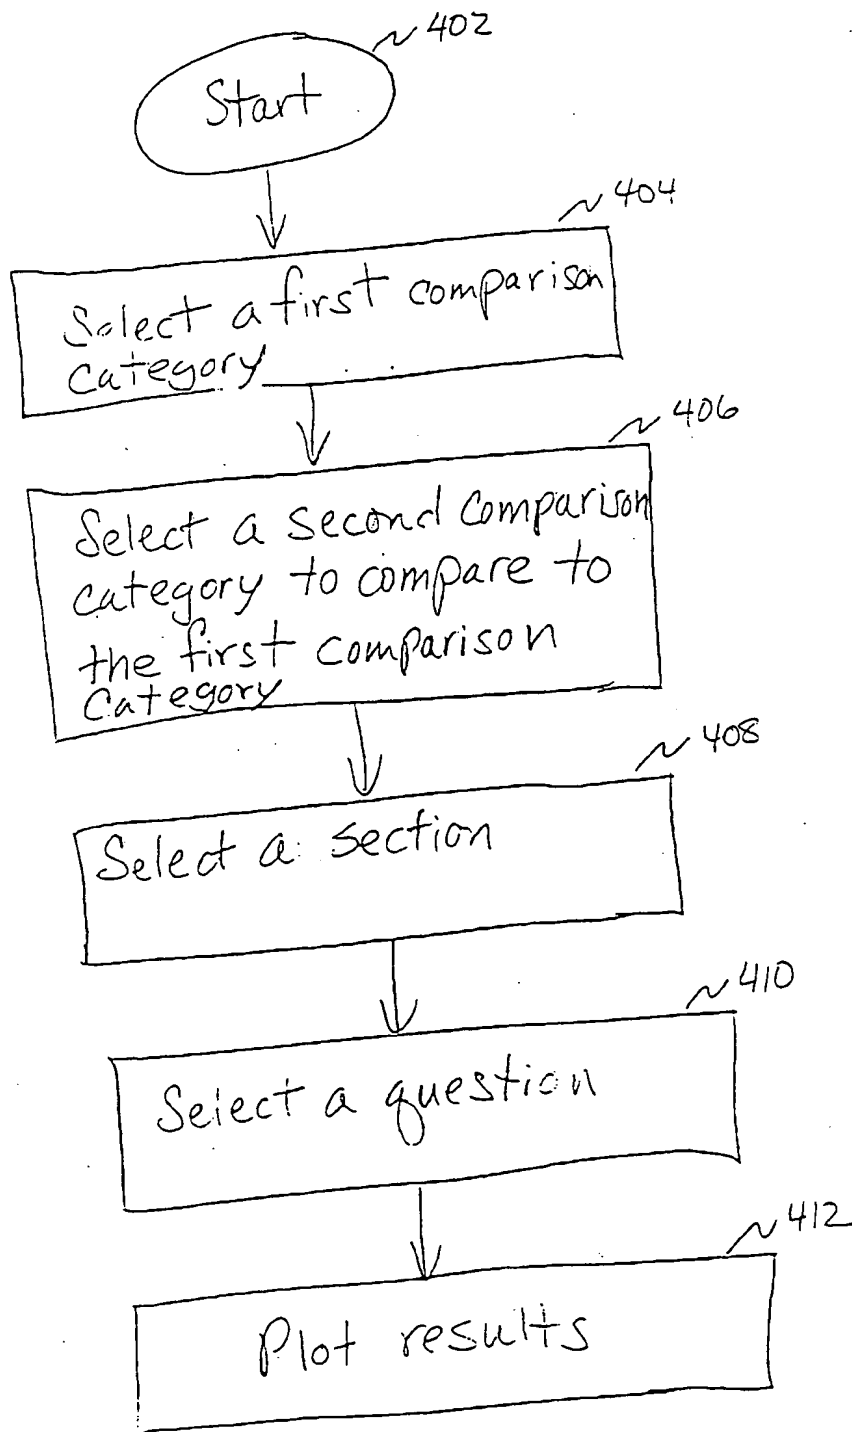 402
Start
404
Select a first comparison
category
406
Select a second comparison
category to compare to
the first comparison
Category
408
Select a section
410
Select a question
412
Plot results